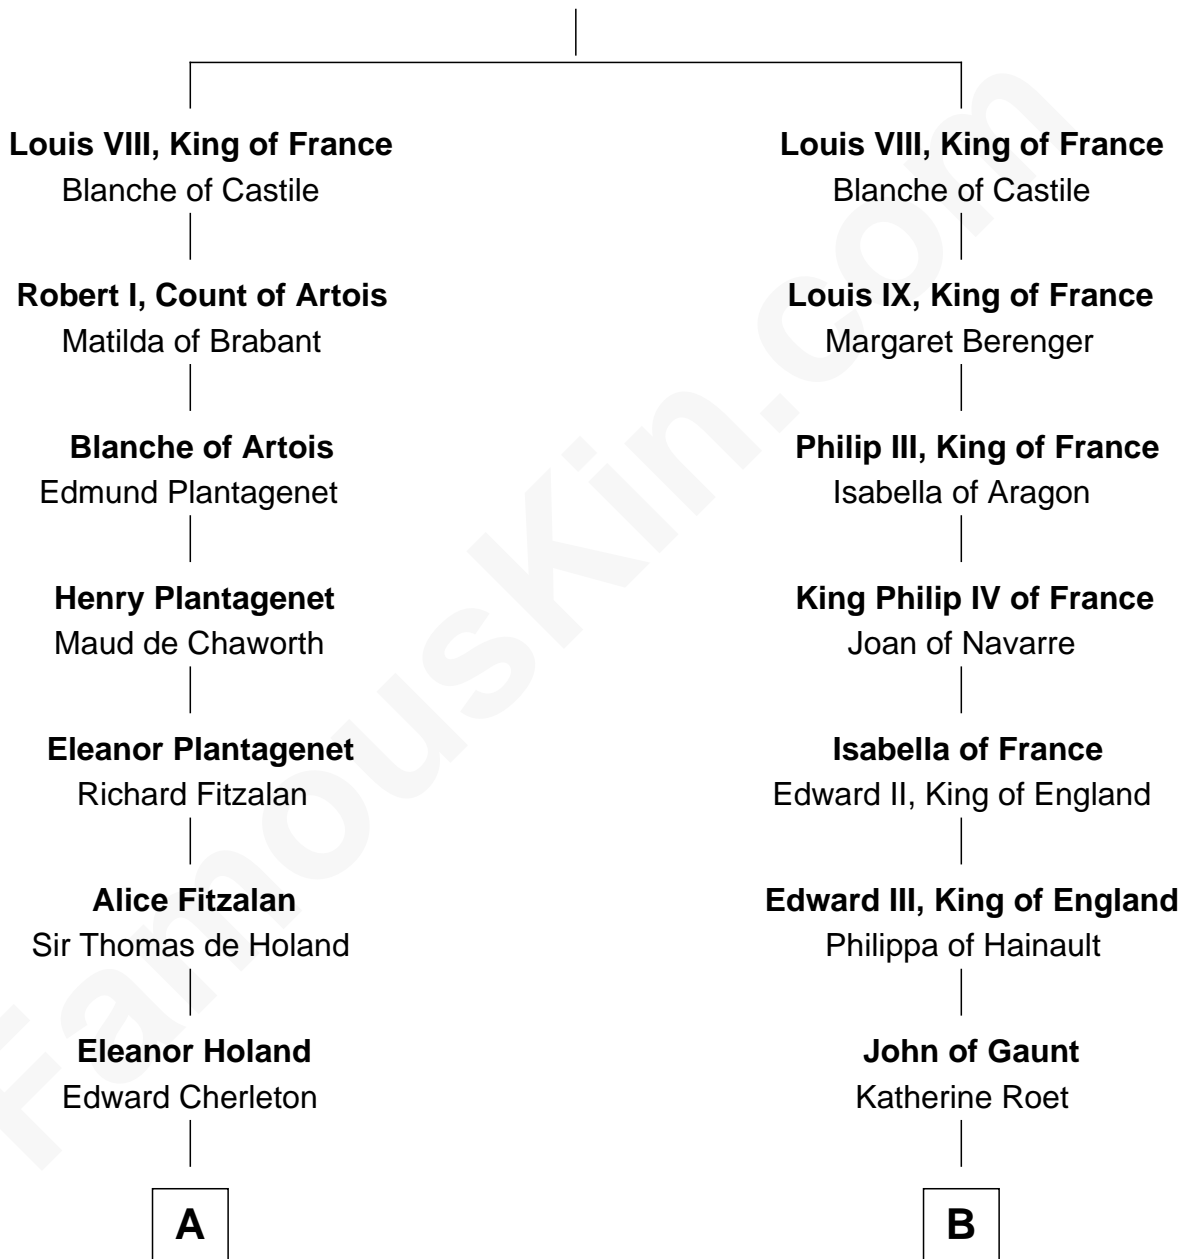 Louis VIII, King of France
Blanche of Castile
Robert I, Count of Artois
Matilda of Brabant
Blanche of Artois
Edmund Plantagenet
Henry Plantagenet
Maud de Chaworth
Eleanor Plantagenet
Richard Fitzalan
Alice Fitzalan
Sir Thomas de Holand
Eleanor Holand
Edward Cherleton
A
Louis VIII, King of France
Blanche of Castile
Louis IX, King of France
Margaret Berenger
Philip III, King of France
Isabella of Aragon
King Philip IV of France
Joan of Navarre
Isabella of France
Edward II, King of England
Edward III, King of England
Philippa of Hainault
John of Gaunt
Katherine Roet
B
FamousKin.com